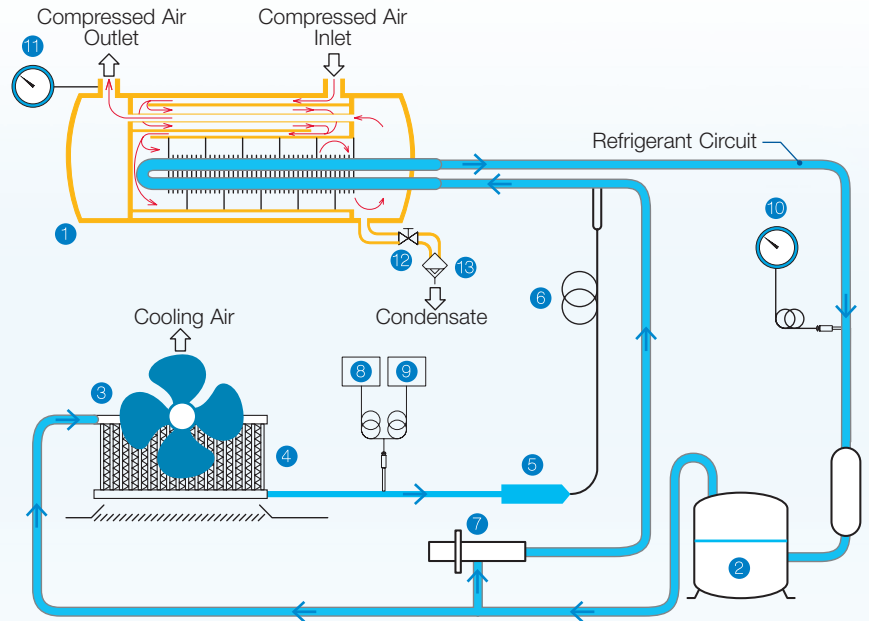 Compressed Air
Outlet
Compressed Air
Inlet
11
Refrigerant Circuit
10
1
12
13
6
Cooling Air
Condensate
8
9
3
4
5
7
2